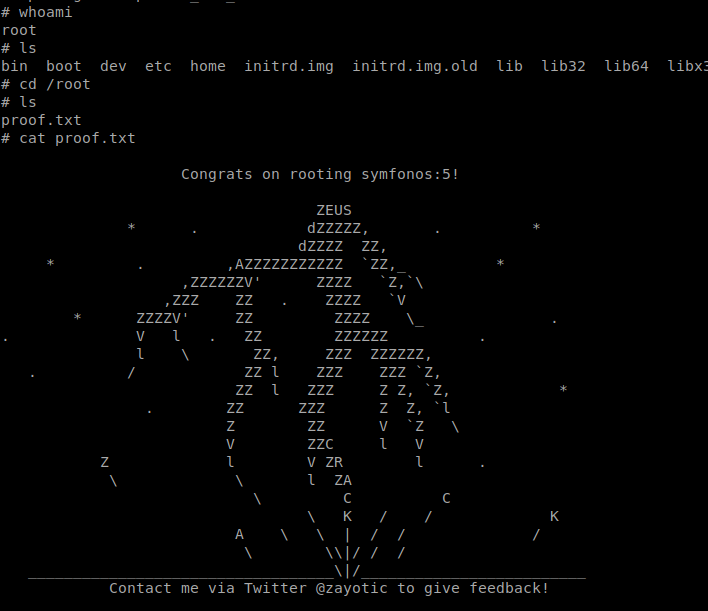 # whoami
root
# ls
bin  boot  dev  etc  home  initrd.img  initrd.img.old  lib  lib32  lib64  libx3
# cd /root
# ls
proof.txt
# cat proof.txt
                    Congrats on rooting symfonos:5!
                                   ZEUS
              *      .            dZZZZZ,       .          *
                                 dZZZZ  ZZ,
     *         .         ,AZZZZZZZZZZZ  `ZZ,_          *
                    ,ZZZZZZV'      ZZZZ   `Z,`\
                  ,ZZZ    ZZ   .    ZZZZ   `V
        *      ZZZZV'     ZZ         ZZZZ    \_              .
.              V   l   .   ZZ        ZZZZZZ          .
               l    \       ZZ,     ZZZ  ZZZZZZ,
   .          /            ZZ l    ZZZ    ZZZ `Z,
                          ZZ  l   ZZZ     Z Z, `Z,            *
                .        ZZ      ZZZ      Z  Z, `l
                         Z        ZZ      V  `Z   \
                         V        ZZC     l   V
           Z             l        V ZR        l      .
            \             \       l  ZA
                            \         C          C
                                  \   K   /    /             K
                          A    \   \  |  /  /              /
                           \        \\|/ /  /
   __________________________________\|/_________________________
            Contact me via Twitter @zayotic to give feedback!